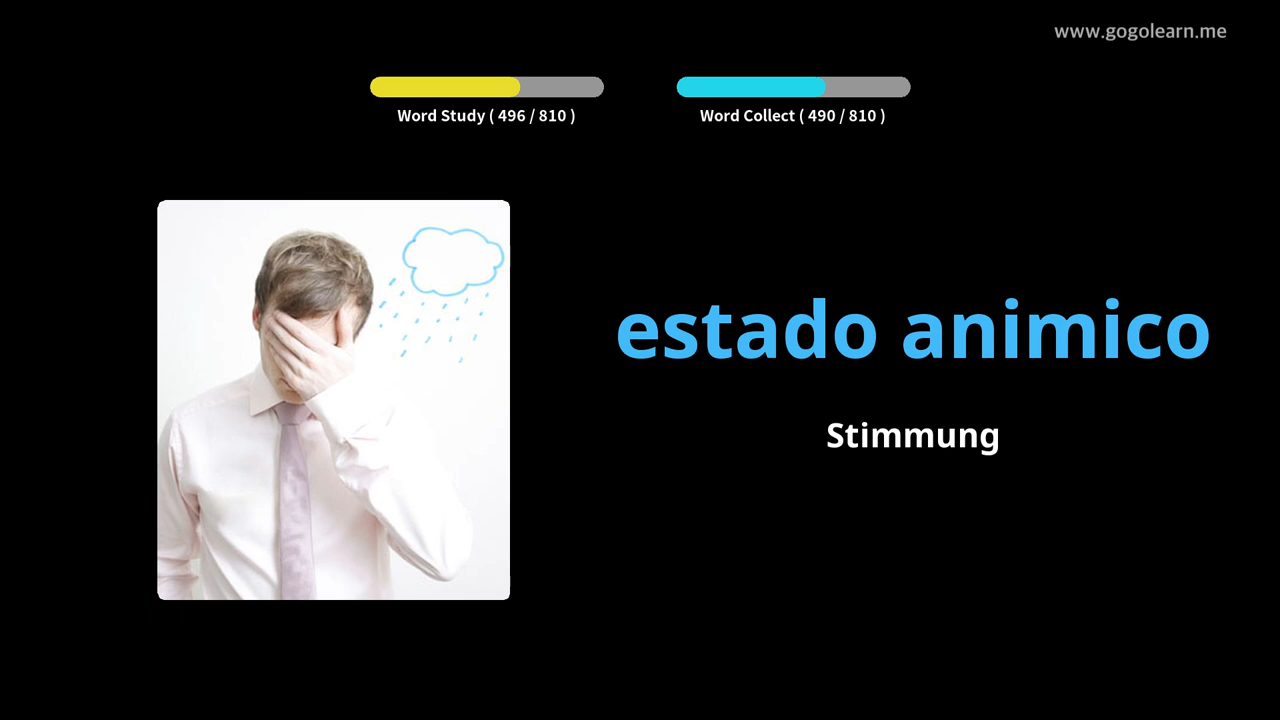 www.gogolearn.me
Word Study ( 496 / 810 )
Word Collect ( 490 / 810 )
estado animico
Stimmung